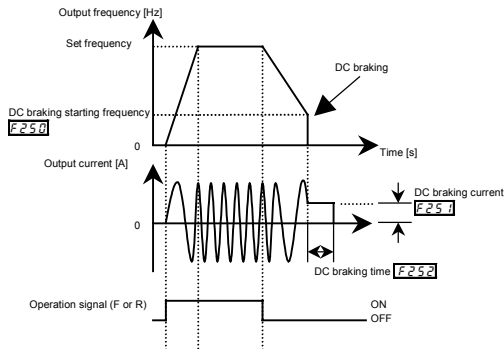 Output frequency [Hz]
Set frequency
DC braking
DC braking starting frequency
F250
0
Time [s]
Output current [A]
DC braking current
F251
0
DC braking time F252
Operation signal (F or R)
ON
OFF